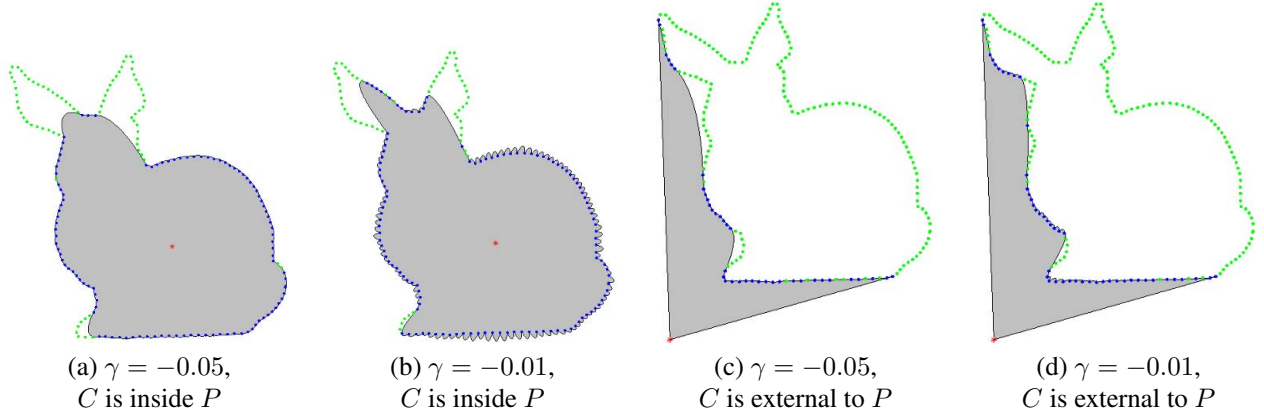 (a) γ = −0.05,
C is inside P
(b) γ = −0.01,
C is inside P
(c) γ = −0.05,
C is external to P
(d) γ = −0.01,
C is external to P